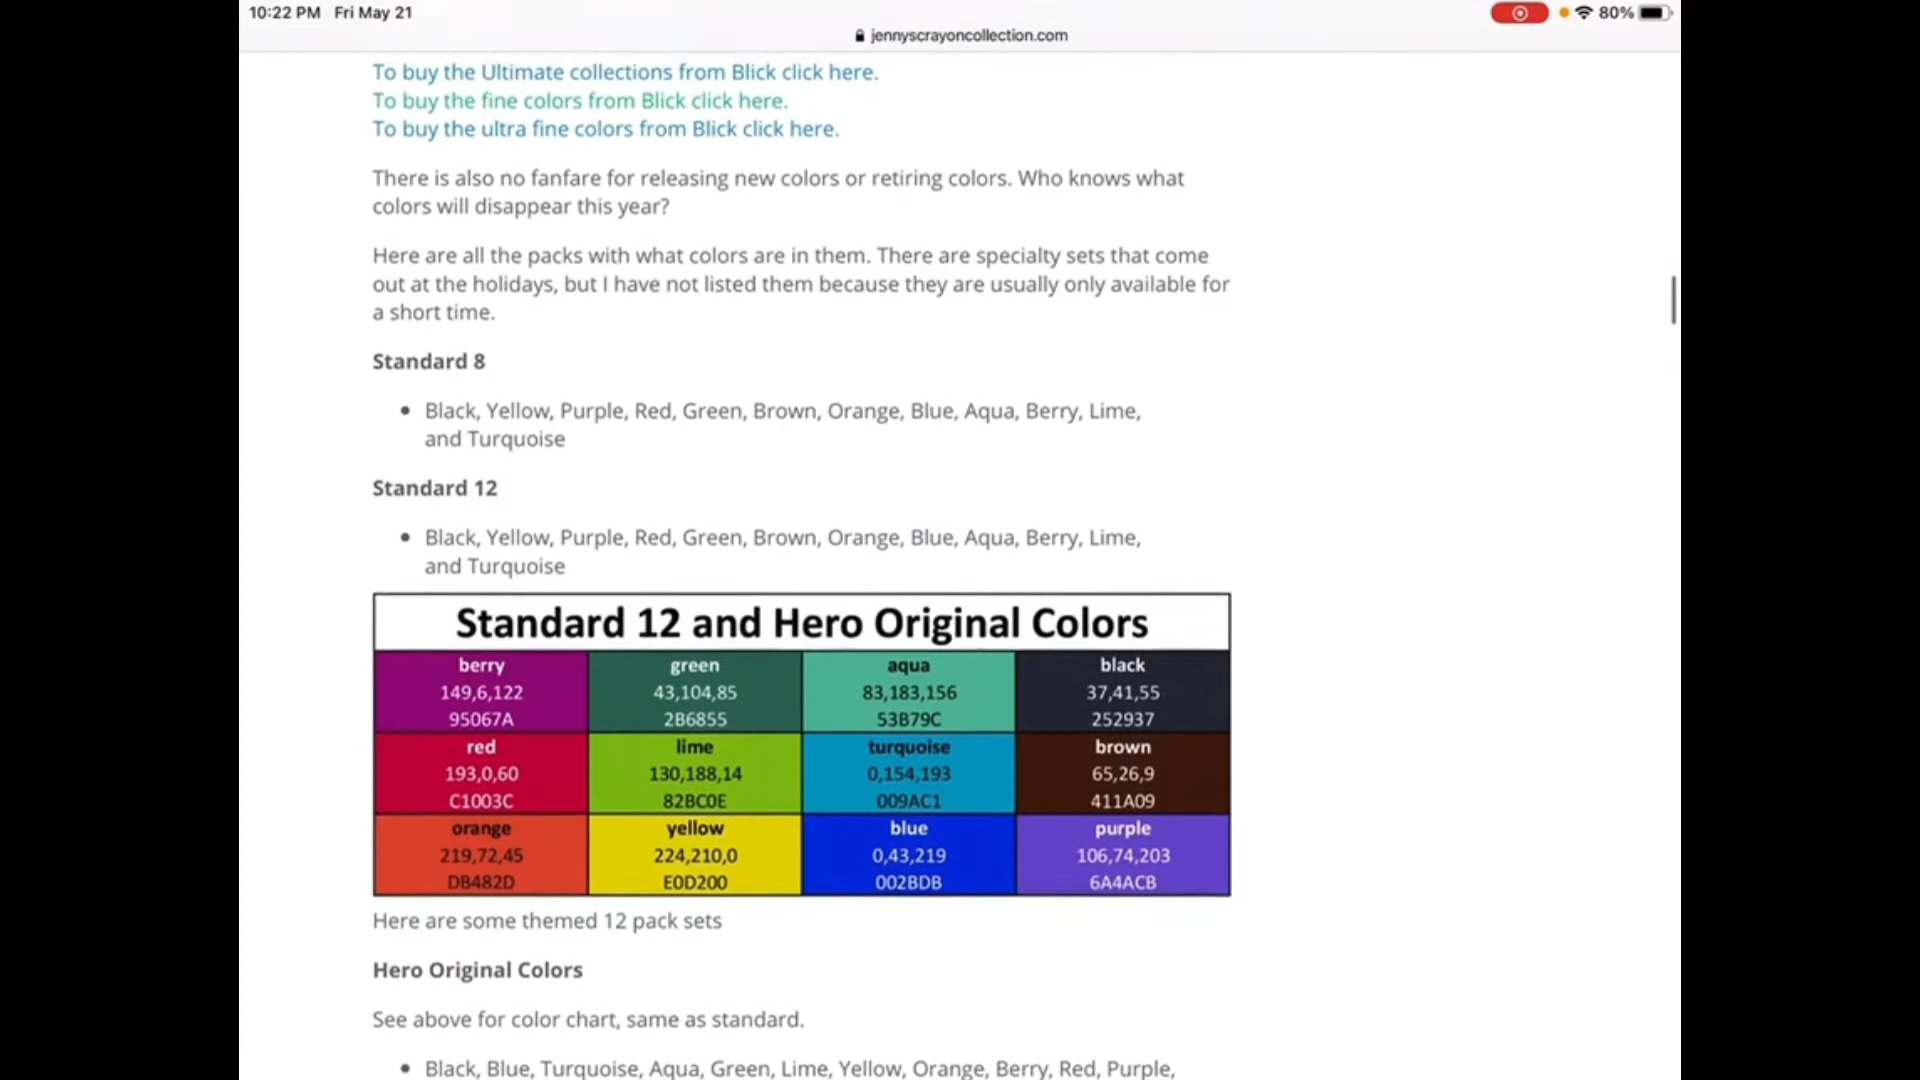 10:22 PM Fri May 21
80%
jennyscrayoncollection.com
To buy the Ultimate collections from Blick click here.
To buy the fine colors from Blick click here.
To buy the ultra fine colors from Blick click here.
There is also no fanfare for releasing new colors or retiring colors. Who knows what
colors will disappear this year?
Here are all the packs with what colors are in them. There are specialty sets that come
out at the holidays, but I have not listed them because they are usually only available for
a short time.
Standard 8
• Black, Yellow, Purple, Red, Green, Brown, Orange, Blue, Aqua, Berry, Lime,
and Turquoise
Standard 12
• Black, Yellow, Purple, Red, Green, Brown, Orange, Blue, Aqua, Berry, Lime,
and Turquoise
Standard 12 and Hero Original Colors
berry green aqua black
149,6,122 43,104,85 83,183,156 37,41,55
95067A 2B6855 53B79C 252937
red lime turquoise brown
193,0,60 130,188,14 0,154,193 65,26,9
C1003C 82BC0E 009AC1 411A09
orange yellow blue purple
219,72,45 224,210,0 0,43,219 106,74,203
DB482D E0D200 002BDB 6A4ACB
Here are some themed 12 pack sets
Hero Original Colors
See above for color chart, same as standard.
• Black, Blue, Turquoise, Aqua, Green, Lime, Yellow, Orange, Berry, Red, Purple,